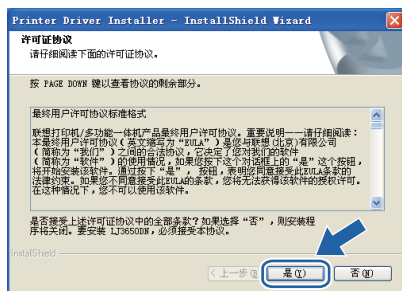 Printer Driver Installer - InstallShield Wizard
许可证协议
请仔细阅读下面的许可证协议。
按 PAGE DOWN 键以查看协议的剩余部分。
最终用户许可协议标准格式
联想打印机/多功能一体机产品最终用户许可协议。重要说明——请仔细阅读：
本最终用户许可协议（英文缩写为“EULA”）是您与联想（北京）有限公司
（简称为“我们”）之间的合法协议，它决定了您对我们的软件
（简称为“软件”）的使用情况，如果您按下这个对话框上的“是”这个按钮，
将开始安装该软件。通过按下“是”， 按钮，表明您同意接受此EULA条款的
法律约束。如果您不同意接受此EULA的条款，您将无法获得该软件的授权许可。
在这种情况下，您不可以使用该软件。
是否接受上述许可证协议中的全部条款？如果选择“否”，则安装程
序将关闭。要安装 LJ3650DN，必须接受本协议。
InstallShield
< 上一步(B) 是(Y) 否(N)